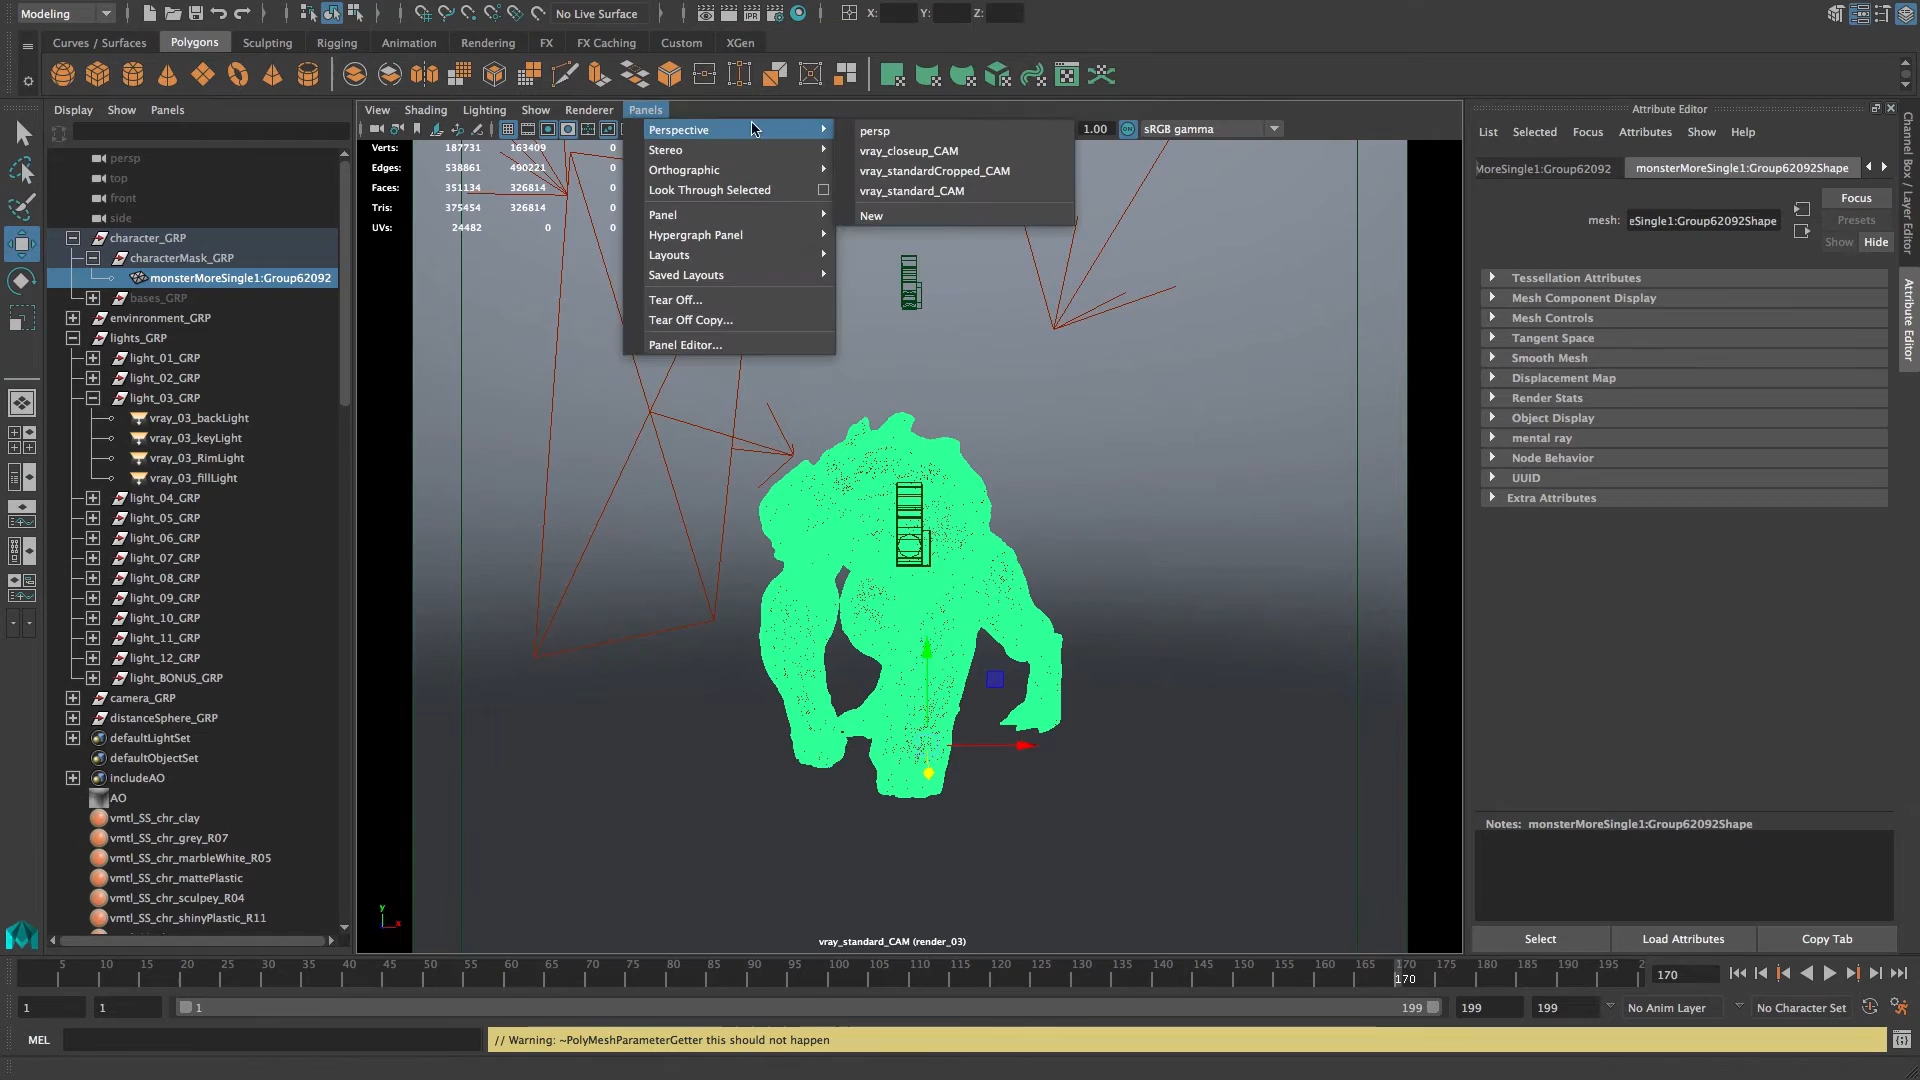 Modeling
No Live Surface
X:
Y:
Z:
Curves / Surfaces
Polygons
Sculpting
Rigging
Animation
Rendering
FX
FX Caching
Custom
XGen
Display
Show
Panels
persp
top
front
side
character_GRP
characterMask_GRP
monsterMoreSingle1:Group62092
bases_GRP
envinronment_GRP
lights_GRP
light_01_GRP
light_02_GRP
light_03_GRP
vray_03_backLight
vray_03_keyLight
vray_03_RimLight
vray_03_fillLight
light_04_GRP
light_05_GRP
light_06_GRP
light_07_GRP
light_08_GRP
light_09_GRP
light_10_GRP
light_11_GRP
light_12_GRP
light_BONUS_GRP
camera_GRP
distanceSphere_GRP
defaultLightSet
defaultObjectSet
includeAO
AO
vmtl_SS_chr_clay
vmtl_SS_chr_grey_R07
vmtl_SS_chr_marbleWhite_R05
vmtl_SS_chr_mattePlastic
vmtl_SS_chr_sculpey_R04
vmtl_SS_chr_shinyPlastic_R11
View
Shading
Lighting
Show
Renderer
Panels
1.00
ON
sRGB gamma
Verts: 187731 163409 0
Edges: 538861 490221 0
Faces: 351134 326814 0
Tris: 375454 326814 0
UVs: 24482 0 0
Perspective
Stereo
Orthographic
Look Through Selected
Panel
Hypergraph Panel
Layouts
Saved Layouts
Tear Off...
Tear Off Copy...
Panel Editor...
persp
vray_closeup_CAM
vray_standardCropped_CAM
vray_standard_CAM
New
y
x
vray_standard_CAM (render_03)
Attribute Editor
List
Selected
Focus
Attributes
Show
Help
MoreSingle1:Group62092
monsterMoreSingle1:Group62092Shape
mesh:
eSingle1:Group62092Shape
Focus
Presets
Show
Hide
Tessellation Attributes
Mesh Component Display
Mesh Controls
Tangent Space
Smooth Mesh
Displacement Map
Render Stats
Object Display
mental ray
Node Behavior
UUID
Extra Attributes
Notes: monsterMoreSingle1:Group62092Shape
Select
Load Attributes
Copy Tab
Channel Box / Layer Editor
Attribute Editor
5 10 15 20 25 30 35 40 45 50 55 60 65 70 75 80 85 90 95 100 105 110 115 120 125 130 135 140 145 150 155 160 165 170 175 180 185 190 195 2
170
170
1
1
1
199
199
199
No Anim Layer
No Character Set
MEL
// Warning: ~PolyMeshParameterGetter this should not happen